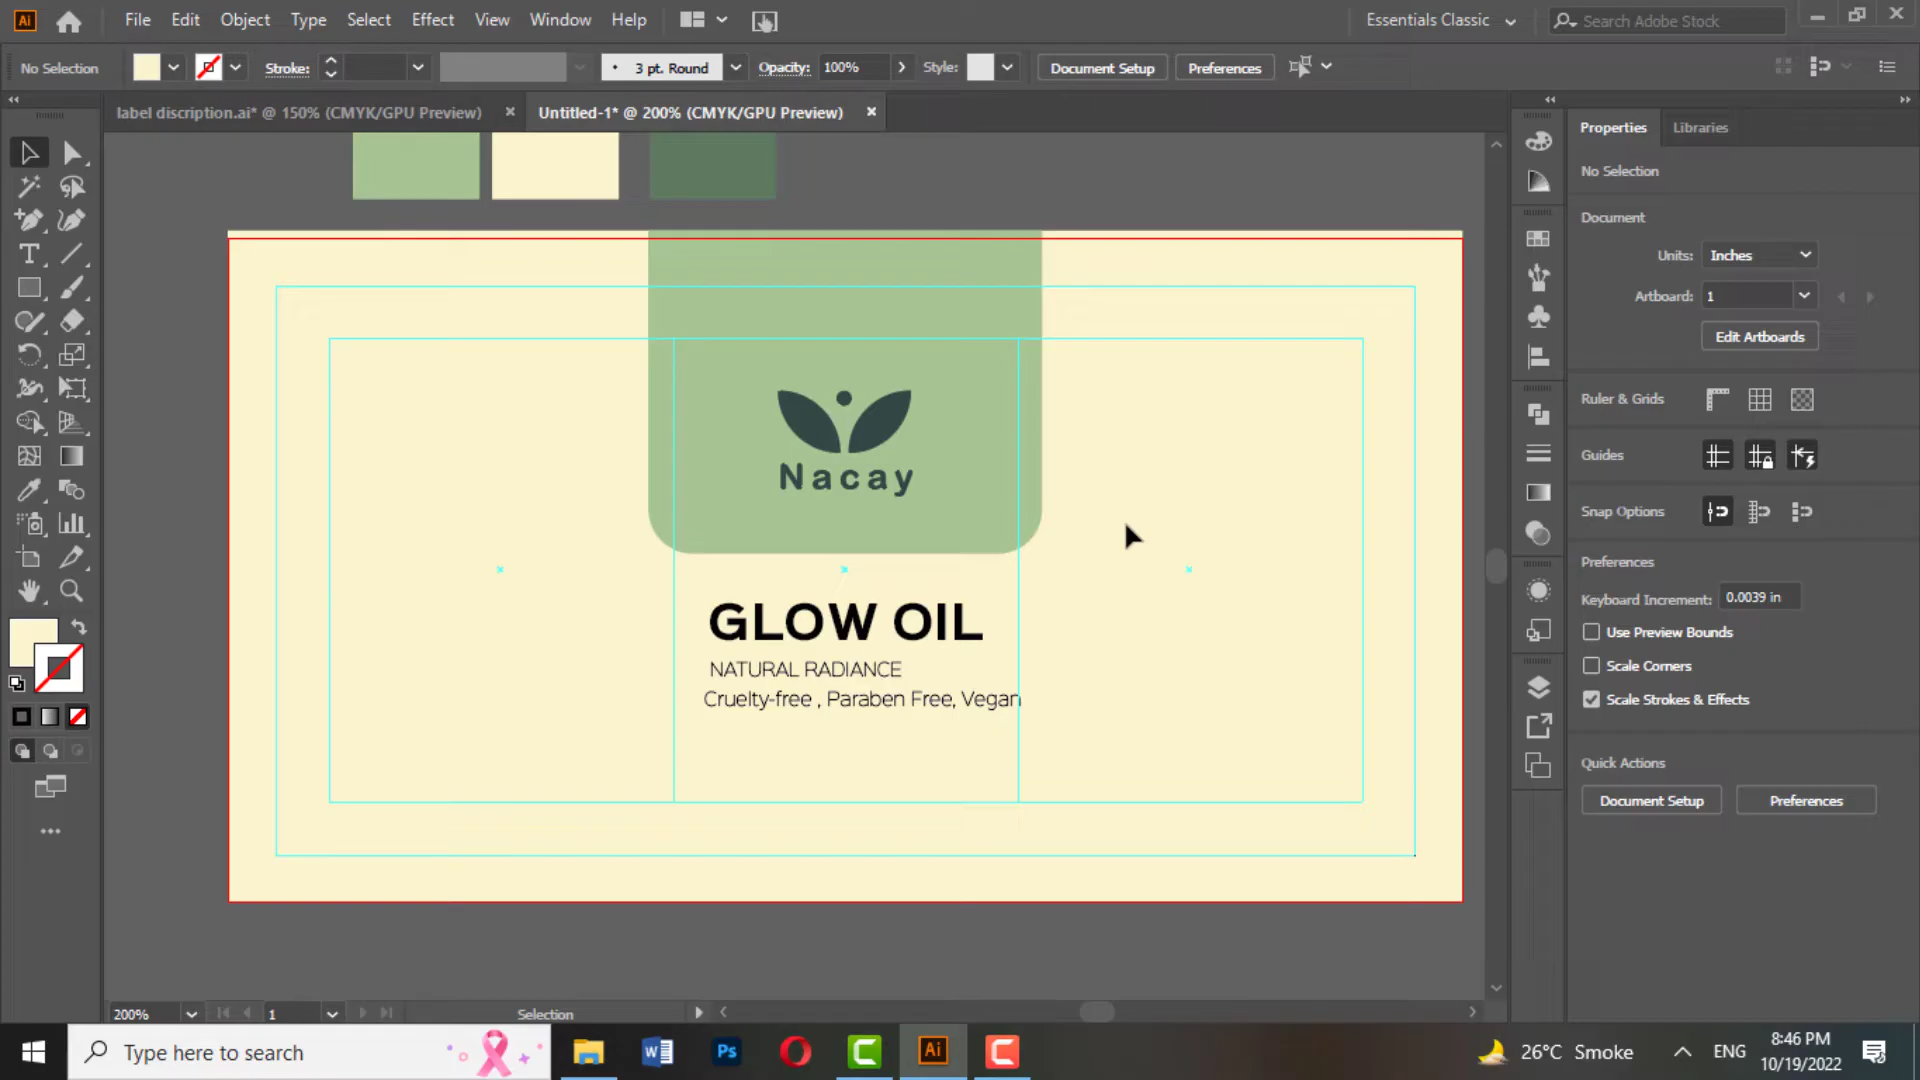 Ai File Edit Object Type Select Effect View Window Help Essentials Classic Search Adobe Stock
No Selection Stroke: 3 pt. Round Opacity: 100% Style: Document Setup Preferences
label discription.ai* @ 150% (CMYK/GPU Preview) Untitled-1* @ 200% (CMYK/GPU Preview)
Properties Libraries
No Selection
Document
Units: Inches
Artboard: 1
Edit Artboards
Ruler & Grids
Guides
Snap Options
Preferences
Keyboard Increment: 0.0039 in
Use Preview Bounds
Scale Corners
Scale Strokes & Effects
Quick Actions
Document Setup Preferences
Nacay
GLOW OIL
NATURAL RADIANCE
Cruelty-free , Paraben Free, Vegan
200% 1 Selection
Type here to search
W Ps Ai
26°C Smoke ENG
8:46 PM
10/19/2022